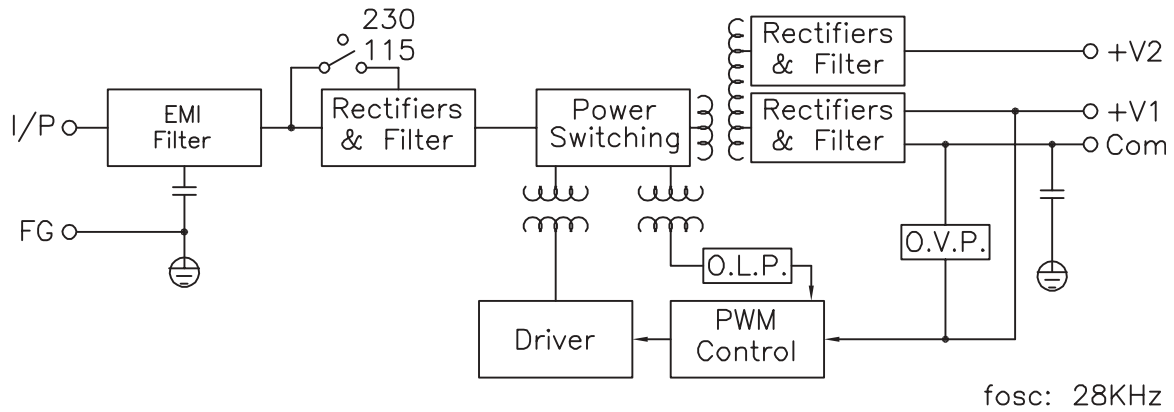 230
115
I/P
EMI
Filter
Rectifiers
& Filter
Power
Switching
Rectifiers
& Filter
+V2
Rectifiers
& Filter
+V1
Com
FG
O.V.P.
O.L.P.
Driver
PWM
Control
fosc: 28KHz